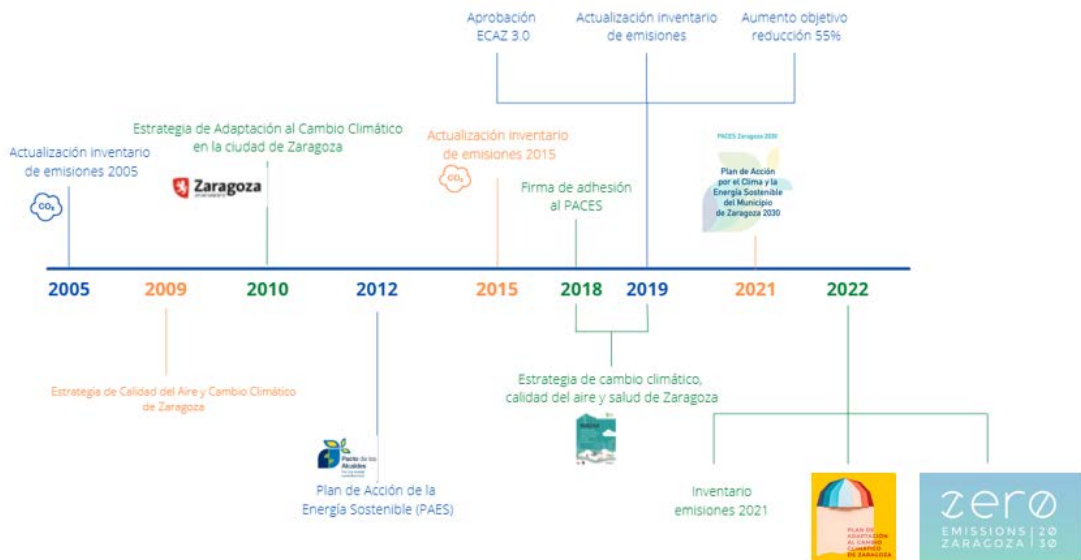 Aprobación
ECAZ 3.0
Actualización inventario
de emisiones
Aumento objetivo
reducción 55%
Estrategia de Adaptación al Cambio Climático
en la ciudad de Zaragoza
Actualización inventario
de emisiones 2005
CO₂
Zaragoza
AYUNTAMIENTO
Actualización inventario
de emisiones 2015
CO₂
Firma de adhesión
al PACES
PACES Zaragoza 2030
Plan de Acción
por el Clima y la
Energía Sostenible
del Municipio
de Zaragoza 2030
2005
2009
2010
2012
2015
2018
2019
2021
2022
Estrategia de Calidad del Aire y Cambio Climático
de Zaragoza
Pacto de los
Alcaldes
Plan de Acción de la
Energía Sostenible (PAES)
Estrategia de cambio climático,
calidad del aire y salud de Zaragoza
Inventario
emisiones 2021
PLAN DE
ADAPTACIÓN
AL CAMBIO
CLIMÁTICO
DE ZARAGOZA
zero
EMISSIONS 20
ZARAGOZA 30